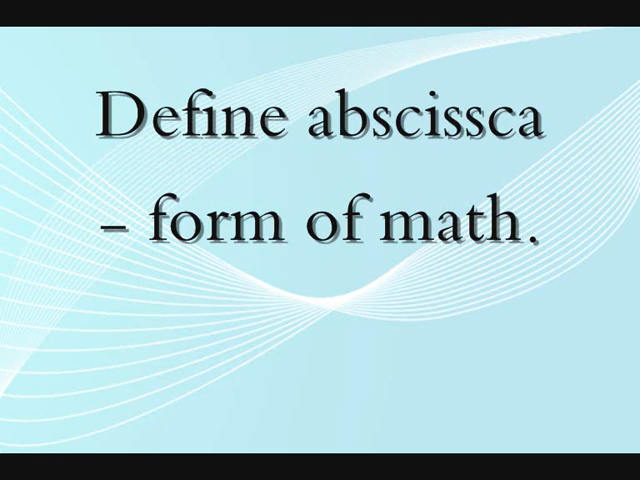 Define abscissca
- form of math.